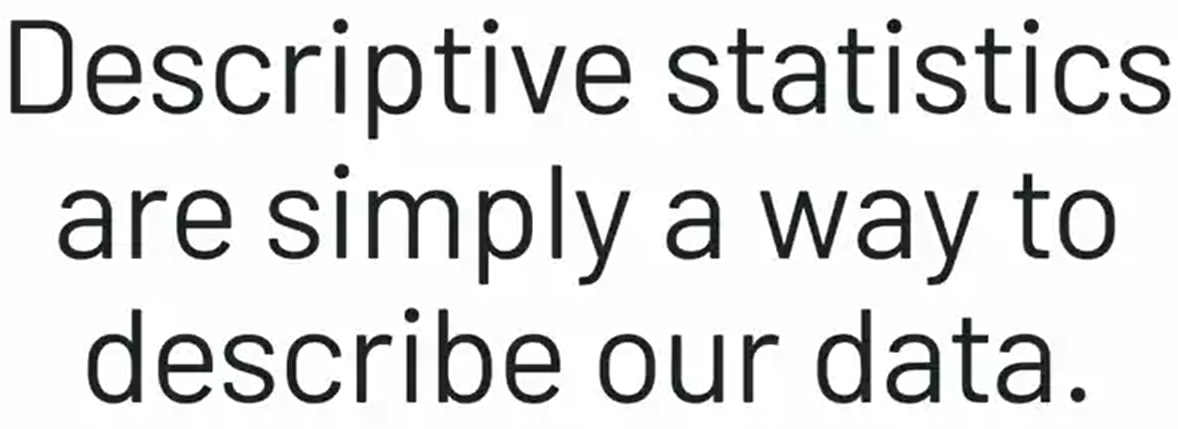 Descriptive statistics
are simply a way to
describe our data.